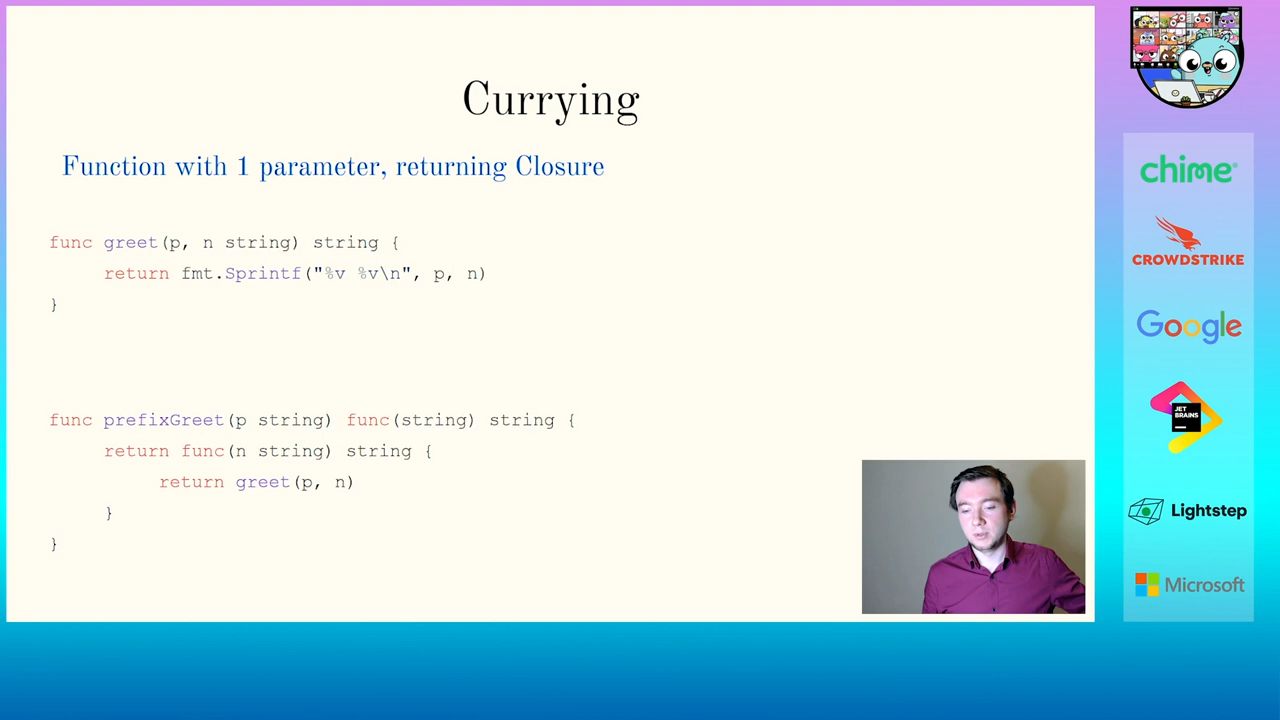 Currying
Function with 1 parameter, returning Closure
func greet(p, n string) string {
return fmt.Sprintf("%v %v\n", p, n)
}
func prefixGreet(p string) func(string) string {
return func(n string) string {
return greet(p, n)
}
}
chime
CROWDSTRIKE
Google
JET
BRAINS
Lightstep
Microsoft